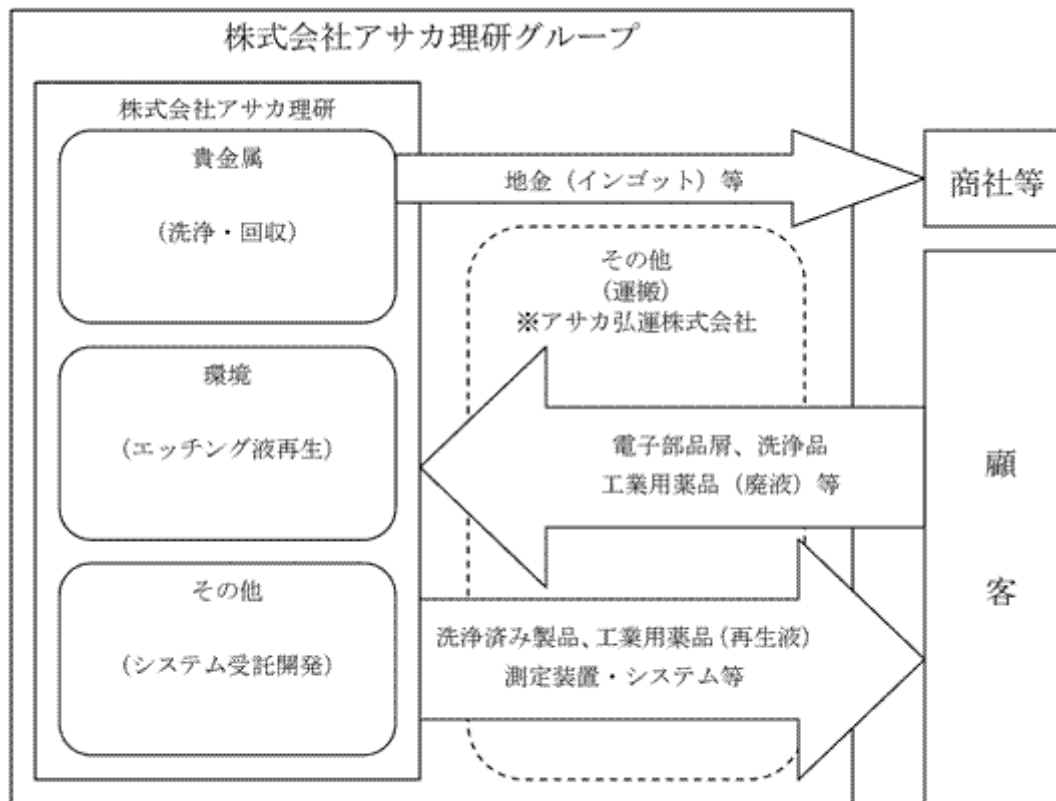 株式会社アサカ理研グループ
株式会社アサカ理研
貴金属
(洗浄・回収)
地金（インゴット）等
商社等
その他
(運搬)
※アサカ弘運株式会社
環境
(エッチング液再生)
電子部品屑、洗浄品
工業用薬品（廃液）等
顧
客
その他
(システム受託開発)
洗浄済み製品、工業用薬品(再生液)
測定装置・システム等